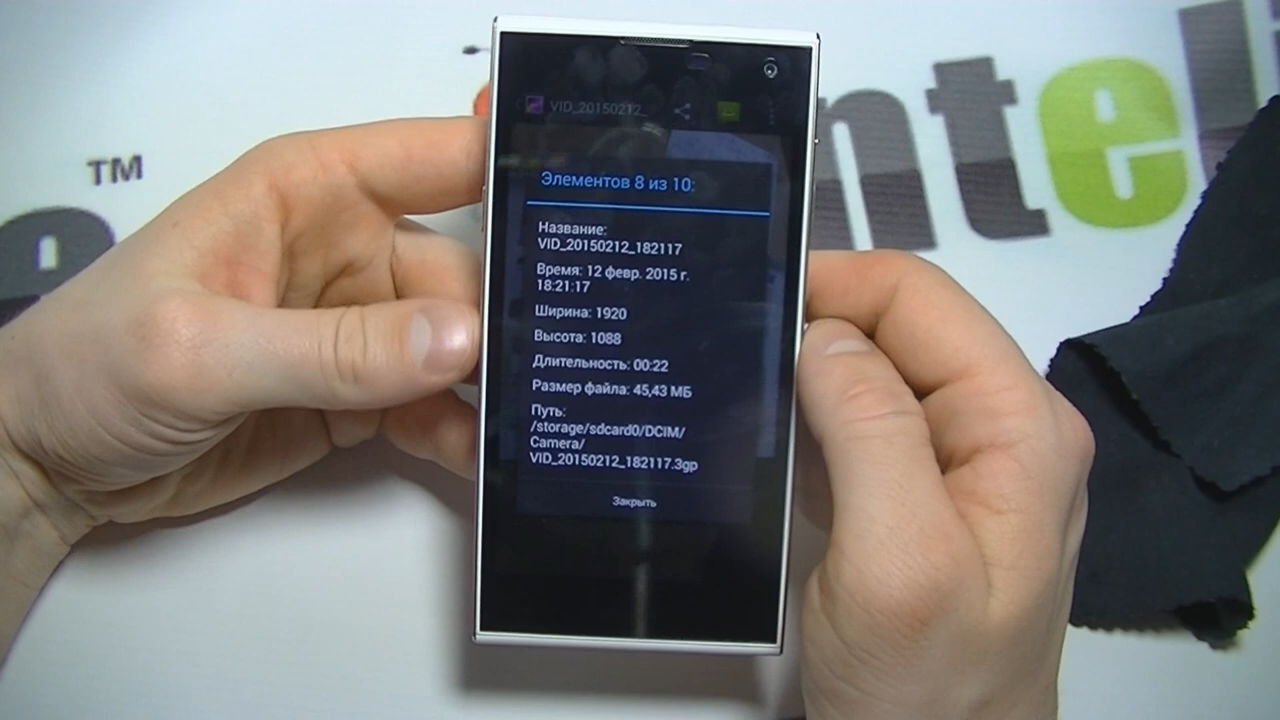 TM
ntel
e
VID_20150212_
Элементов 8 из 10:
Название:
VID_20150212_182117
Время: 12 февр. 2015 г.
18:21:17
Ширина: 1920
Высота: 1088
Длительность: 00:22
Размер файла: 45,43 МБ
Путь:
/storage/sdcard0/DCIM/
Camera/
VID_20150212_182117.3gp
Закрыть